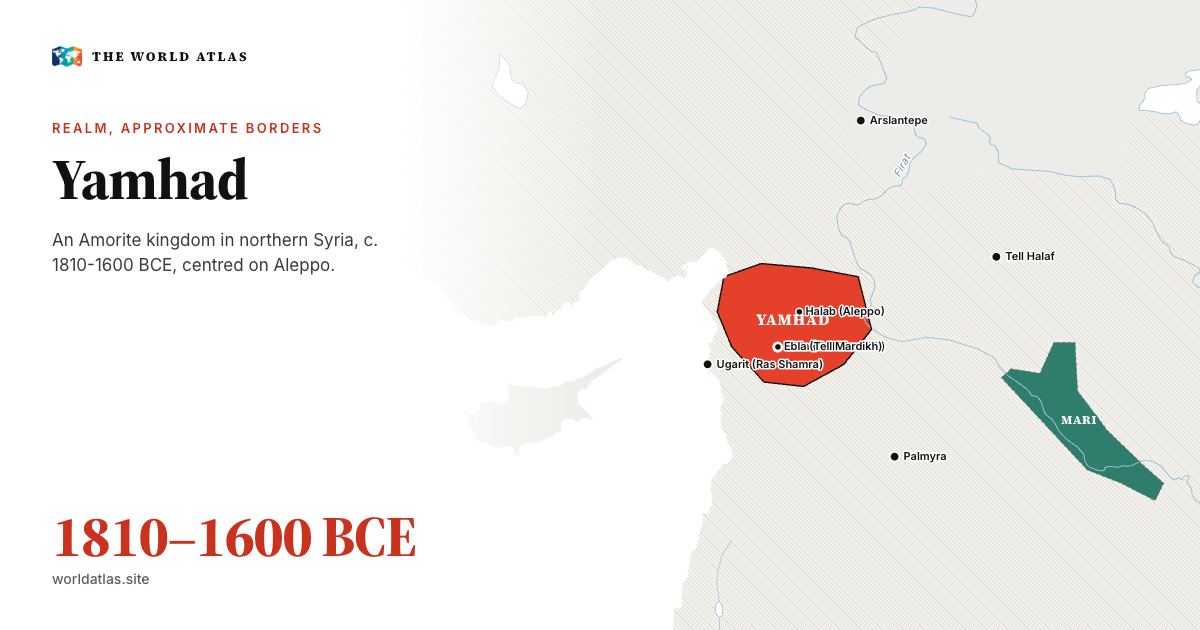 THE WORLD ATLAS
REALM, APPROXIMATE BORDERS
Yamhad
An Amorite kingdom in northern Syria, c.
1810-1600 BCE, centred on Aleppo.
1810–1600 BCE
worldatlas.site
Arslantepe
Firat
Tell Halaf
Halab (Aleppo)
YAMHAD
Ebla (Tell Mardikh)
Ugarit (Ras Shamra)
MARI
Palmyra